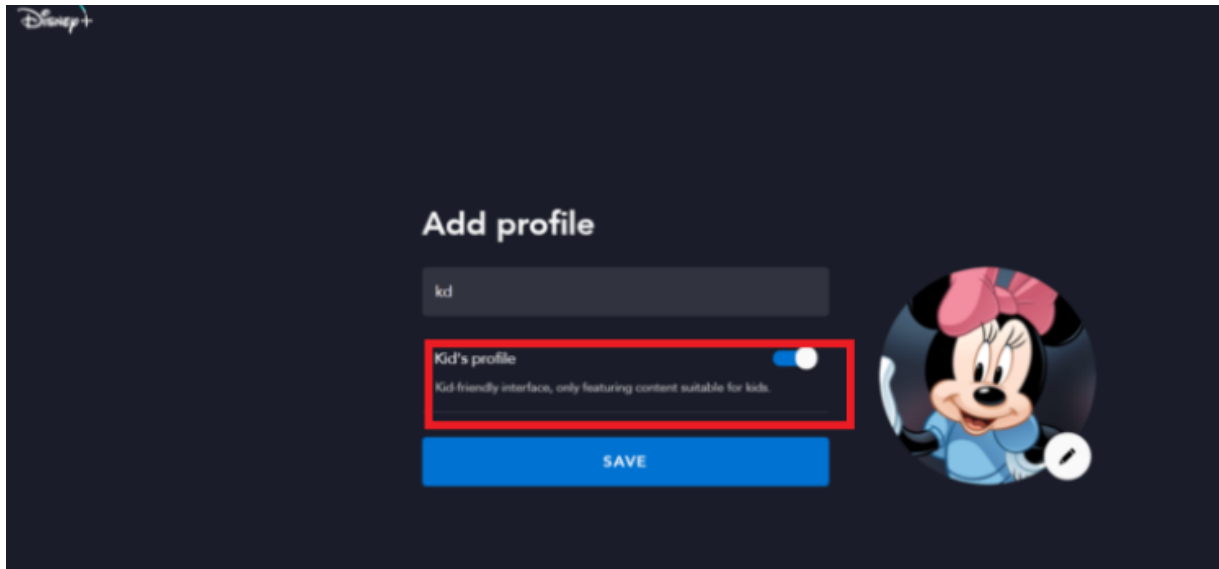 Disney+
Add profile
kd
Kid's profile
Kid-friendly interface, only featuring content suitable for kids.
SAVE